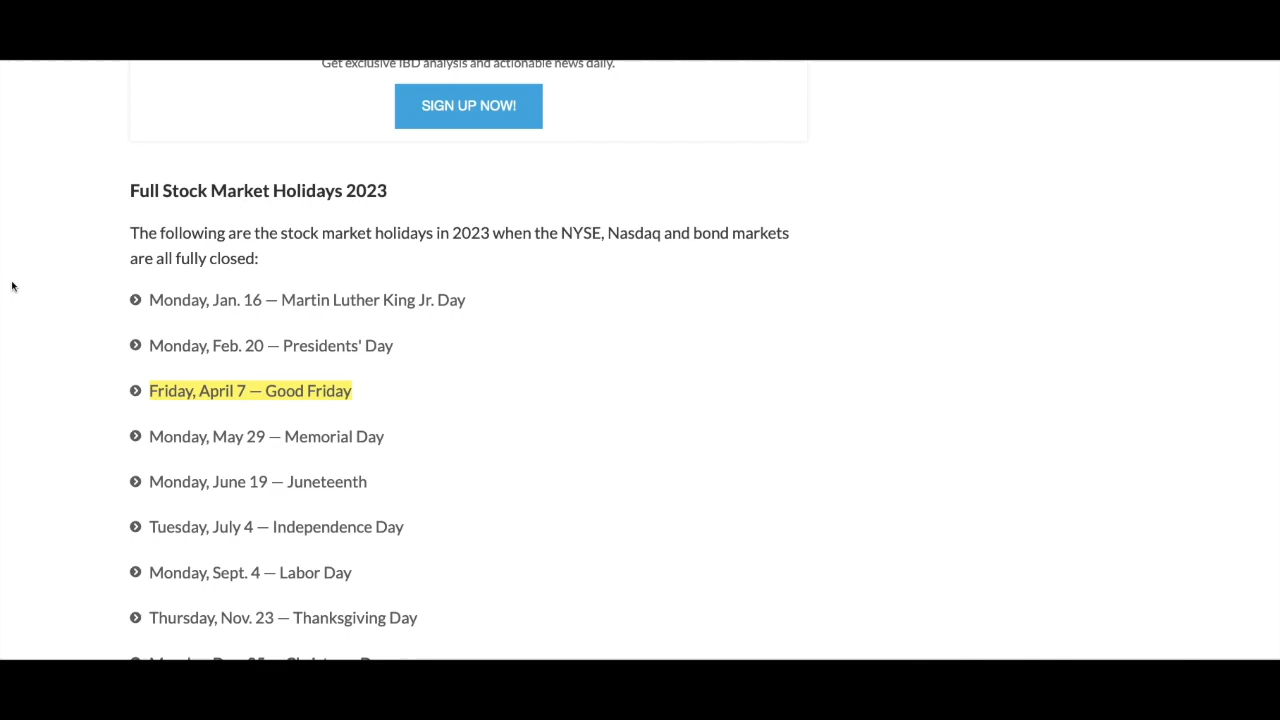 Get exclusive IBD analysis and actionable news daily.
SIGN UP NOW!
Full Stock Market Holidays 2023
The following are the stock market holidays in 2023 when the NYSE, Nasdaq and bond markets
are all fully closed:
Monday, Jan. 16 — Martin Luther King Jr. Day
Monday, Feb. 20 — Presidents' Day
Friday, April 7 — Good Friday
Monday, May 29 — Memorial Day
Monday, June 19 — Juneteenth
Tuesday, July 4 — Independence Day
Monday, Sept. 4 — Labor Day
Thursday, Nov. 23 — Thanksgiving Day